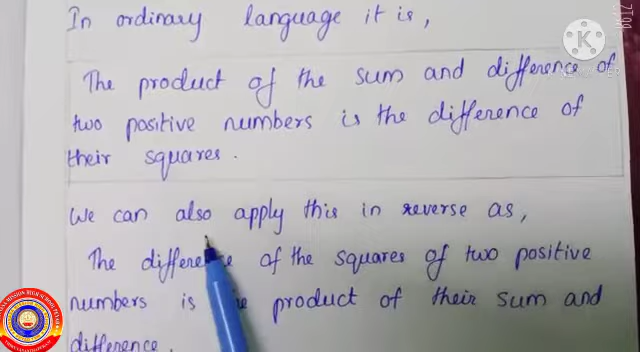 In ordinary language it is,
The product of the sum and difference of
two positive numbers is the difference of
their squares.
We can also apply this in reverse as,
The difference of the squares of two positive
numbers is product of their sum and
difference.